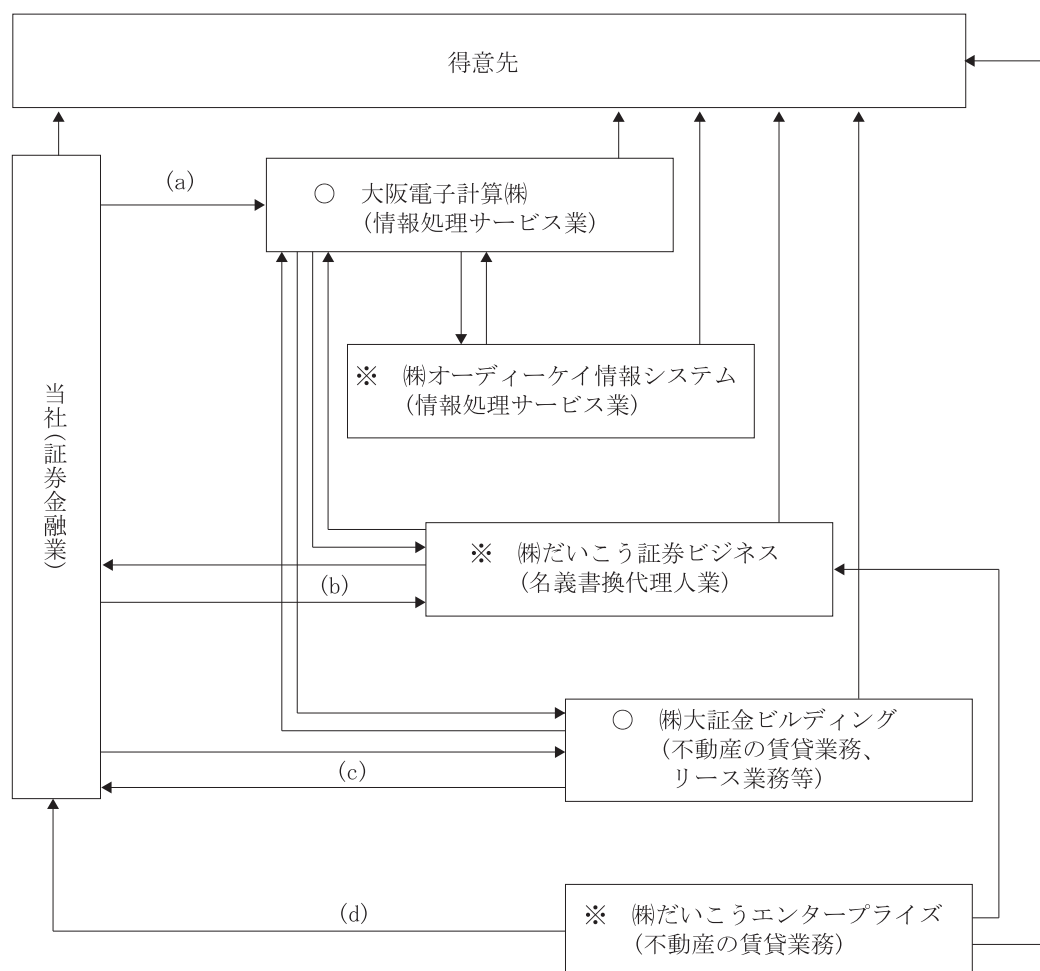 得意先
(a)
○ 大阪電子計算㈱
(情報処理サービス業)
※ ㈱オーディーケイ情報システム
(情報処理サービス業)
当社(証券金融業)
※ ㈱だいこう証券ビジネス
(名義書換代理人業)
(b)
○ ㈱大証金ビルディング
(不動産の賃貸業務、
リース業務等)
(c)
(d)
※ ㈱だいこうエンタープライズ
(不動産の賃貸業務)